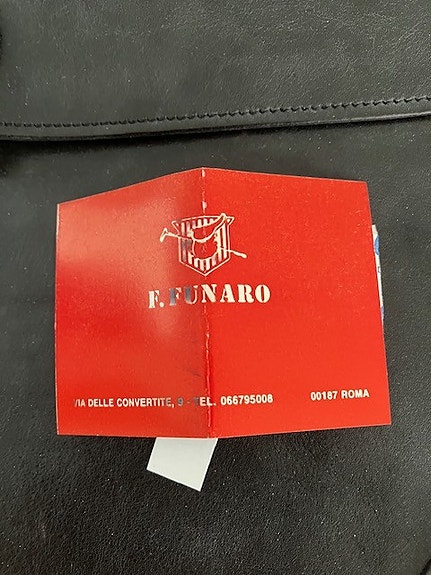 F. FUNARO
VIA DELLE CONVERTITE, 9 - TEL. 066795008 00187 ROMA